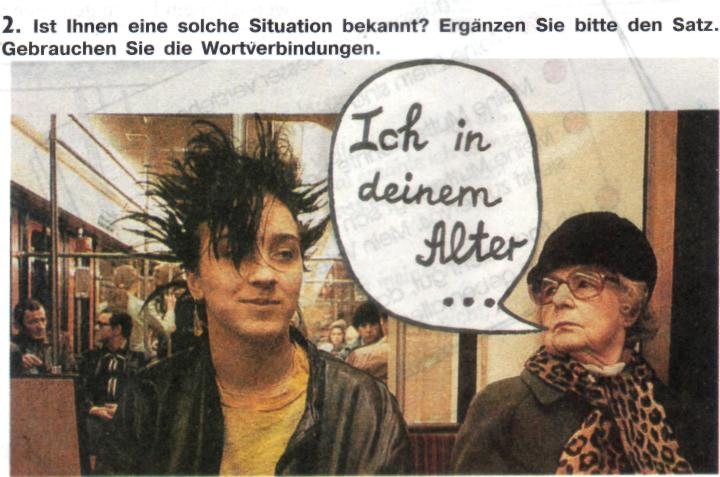 2. Ist Ihnen eine solche Situation bekannt? Ergänzen Sie bitte den Satz.
Gebrauchen Sie die Wortverbindungen.
Ich in
deinem
Alter
...